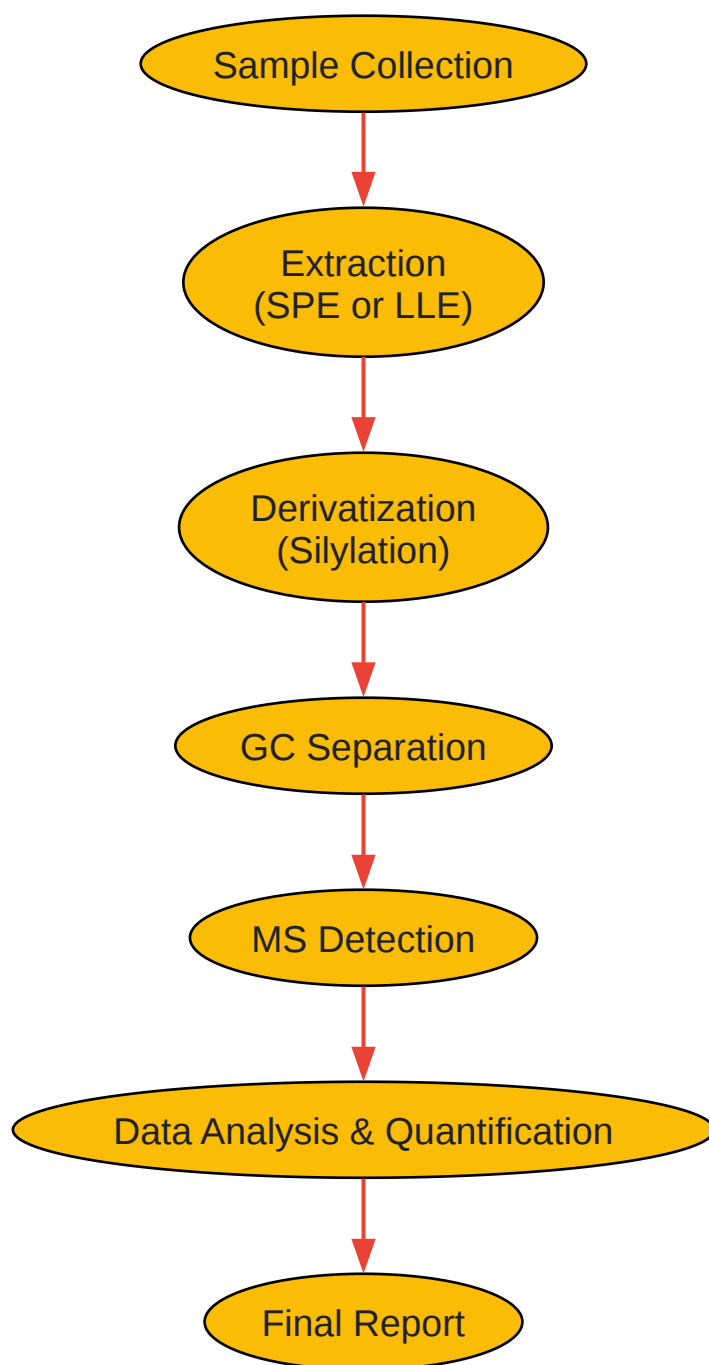 Sample Collection
Extraction
(SPE or LLE)
Derivatization
(Silylation)
GC Separation
MS Detection
Data Analysis & Quantification
Final Report